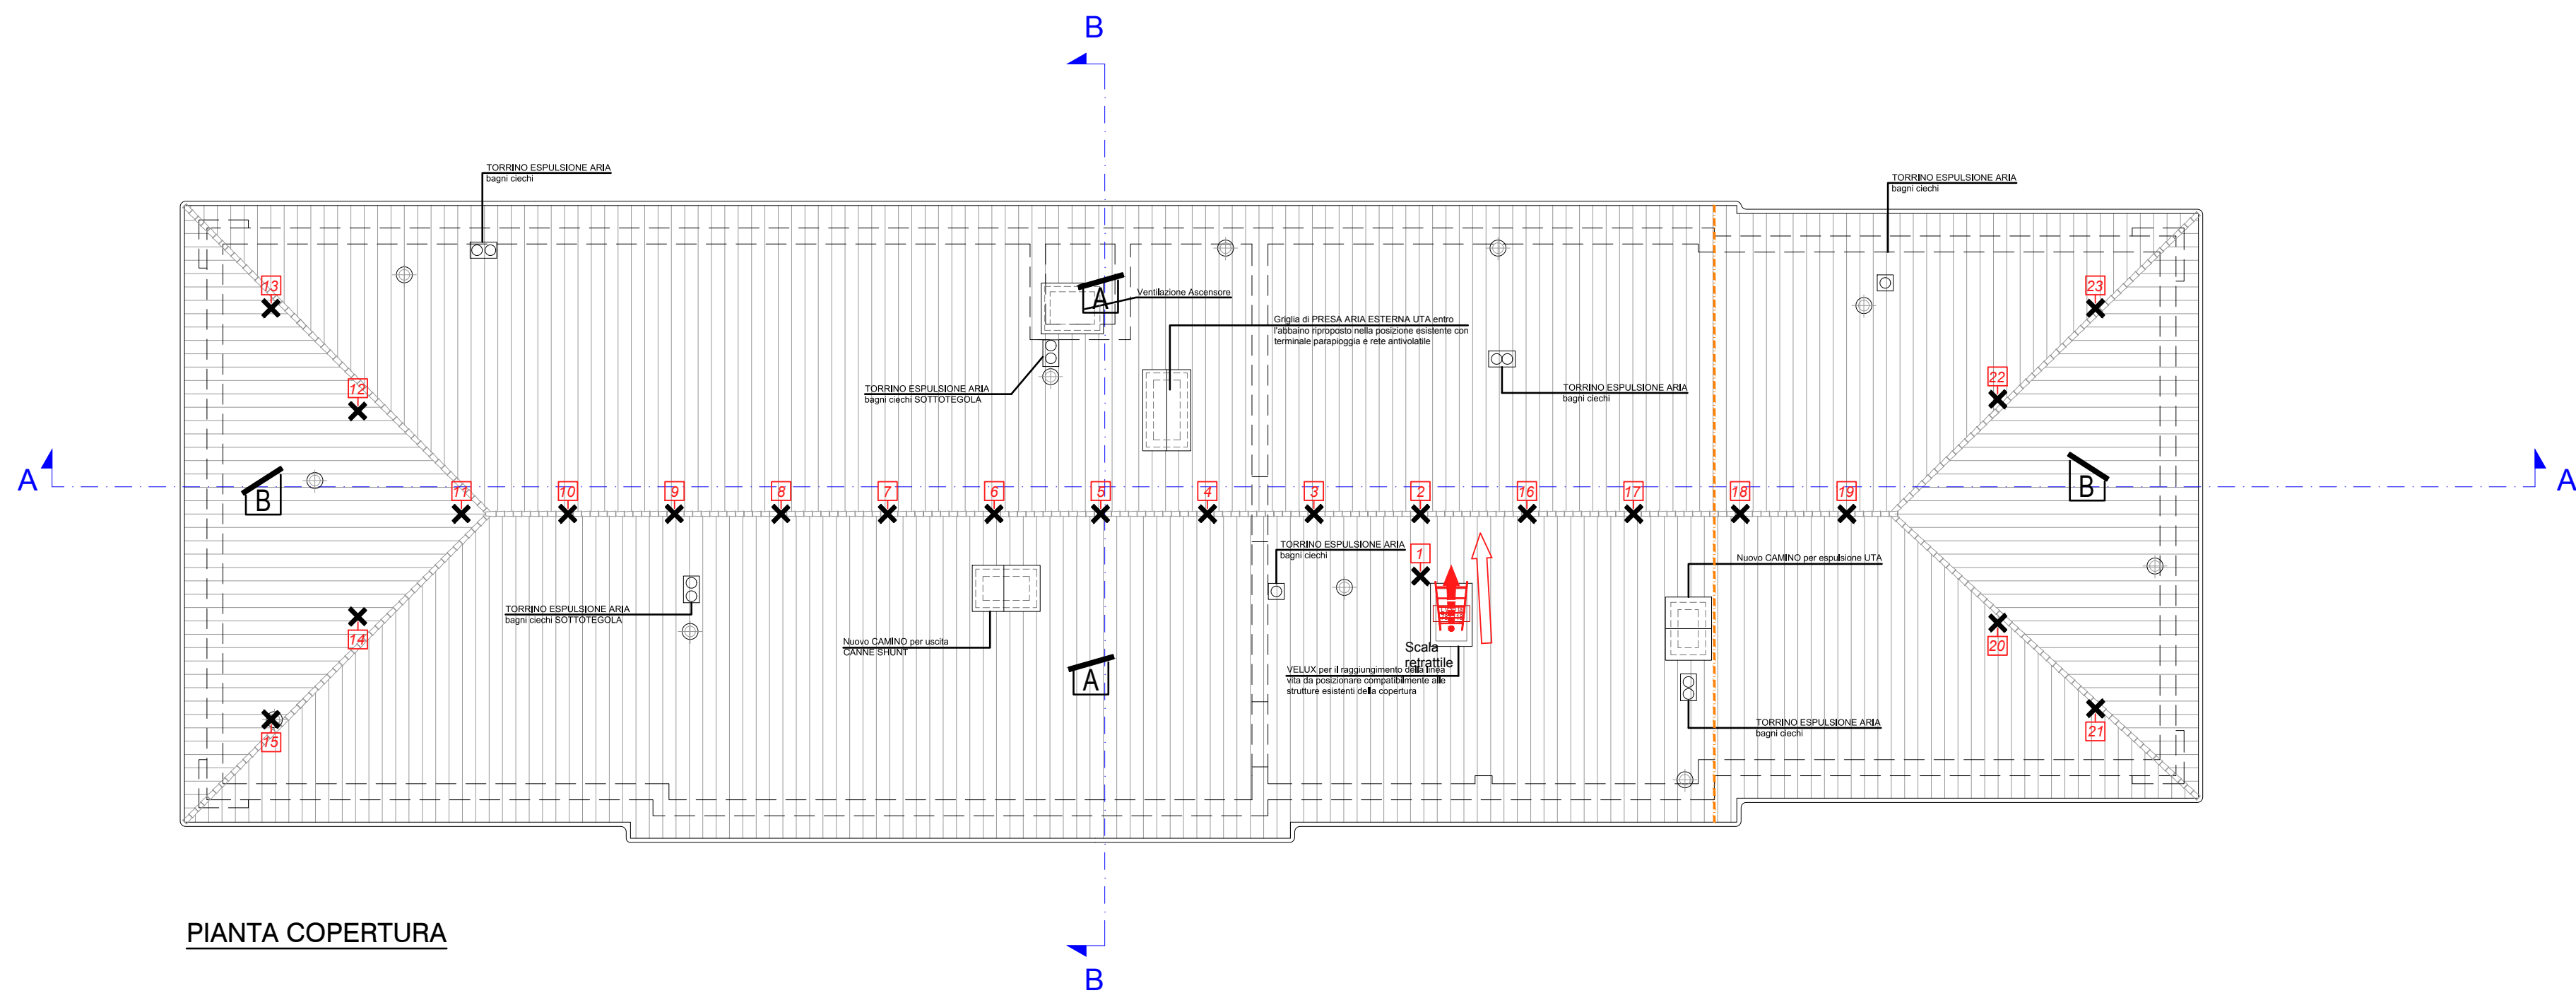 B
TORRINO ESPULSIONE ARIA
bagni ciechi
TORRINO ESPULSIONE ARIA
bagni ciechi
13
A
Ventilazione Ascensore
23
Griglia di PRESA ARIA ESTERNA UTA entro
l'abbaino riproposto nella posizione esistente con
terminale parapioggia e rete antivolatile
12
TORRINO ESPULSIONE ARIA
bagni ciechi SOTTOTEGOLA
TORRINO ESPULSIONE ARIA
bagni ciechi
22
A
B
11
10
9
8
7
6
5
4
3
2
16
17
18
19
B
A
TORRINO ESPULSIONE ARIA
bagni ciechi
1
Nuovo CAMINO per espulsione UTA
TORRINO ESPULSIONE ARIA
bagni ciechi SOTTOTEGOLA
14
Nuovo CAMINO per uscita
CANNE SHUNT
Scala
retrattile
20
A
VELUX per il raggiungimento della linea
vita da posizionare compatibilmente alle
strutture esistenti della copertura
15
TORRINO ESPULSIONE ARIA
bagni ciechi
21
PIANTA COPERTURA
B